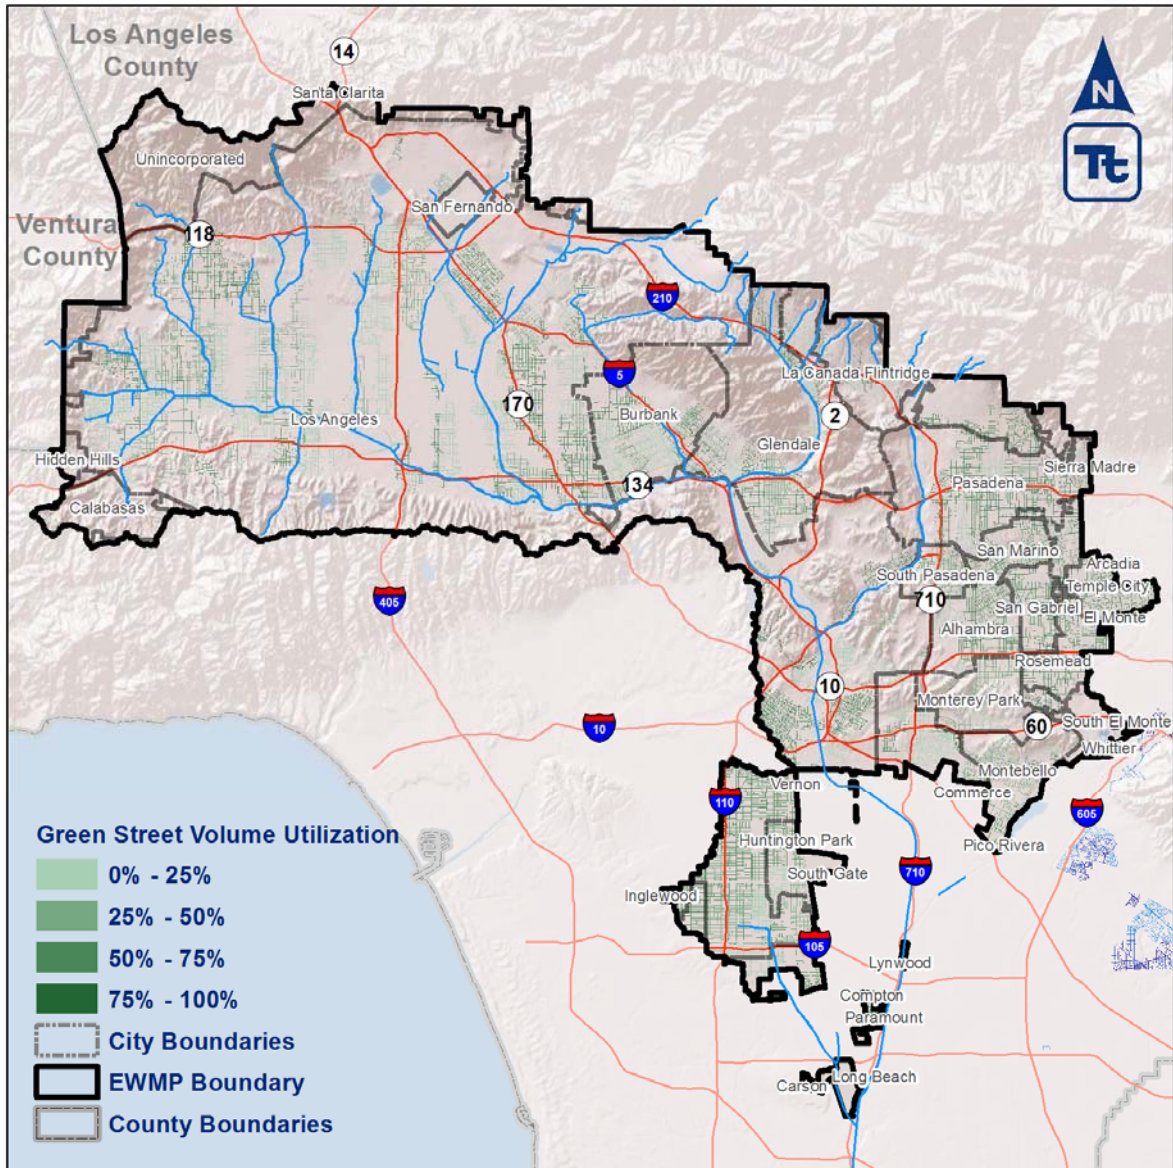 Los Angeles
County
14
Santa Clarita
N
Tt
Unincorporated
San Fernando
Ventura
County
118
210
5
La Canada Flintridge
170
Burbank
2
Los Angeles
Glendale
Hidden Hills
Sierra Madre
134
Pasadena
Calabasas
San Marino
Arcadia
South Pasadena
Temple City
405
710
San Gabriel
El Monte
Alhambra
Rosemead
10
Monterey Park
10
60
South El Monte
Whittier
Montebello
Vernon
Commerce
110
605
Huntington Park
Pico Rivera
South Gate
710
Inglewood
105
Lynwood
Compton
Paramount
Long Beach
Carson
Green Street Volume Utilization
0% - 25%
25% - 50%
50% - 75%
75% - 100%
City Boundaries
EWMP Boundary
County Boundaries